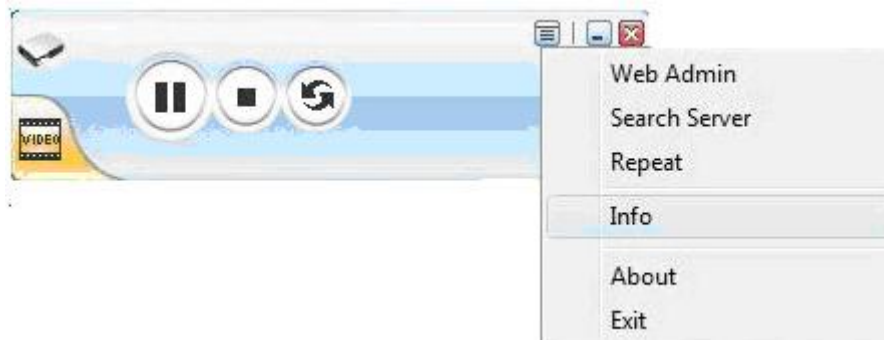 VIDEO
Web Admin
Search Server
Repeat
Info
About
Exit